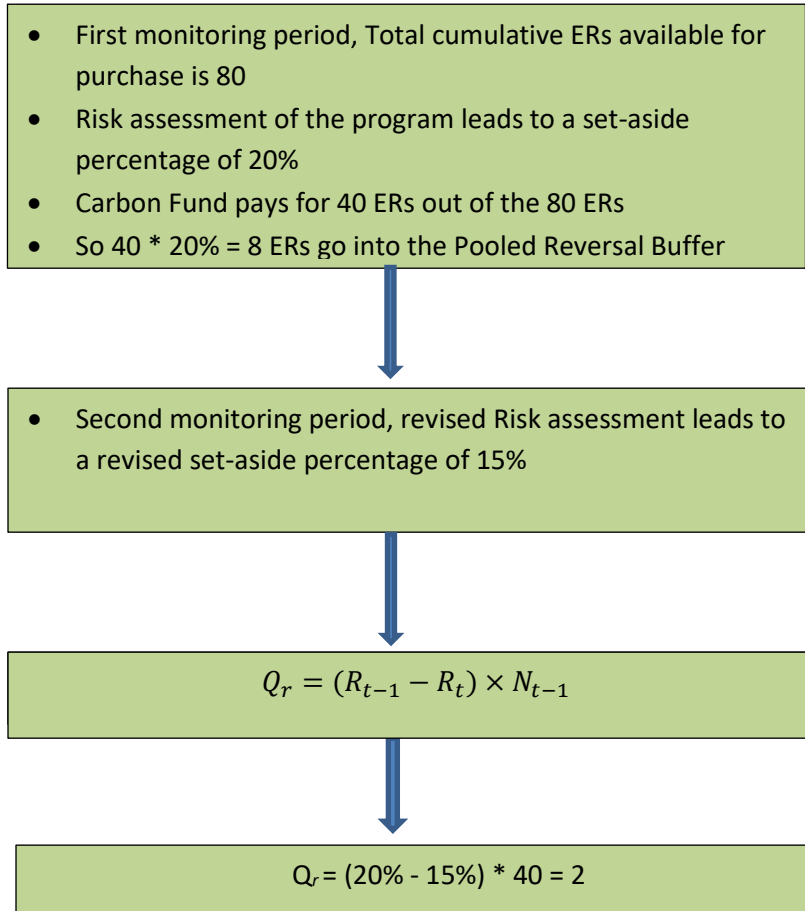 • First monitoring period, Total cumulative ERs available for
purchase is 80
• Risk assessment of the program leads to a set-aside
percentage of 20%
• Carbon Fund pays for 40 ERs out of the 80 ERs
• So 40 * 20% = 8 ERs go into the Pooled Reversal Buffer
• Second monitoring period, revised Risk assessment leads to
a revised set-aside percentage of 15%
Qᵣ = (Rₜ₋₁ − Rₜ) × Nₜ₋₁
Qᵣ = (20% - 15%) * 40 = 2